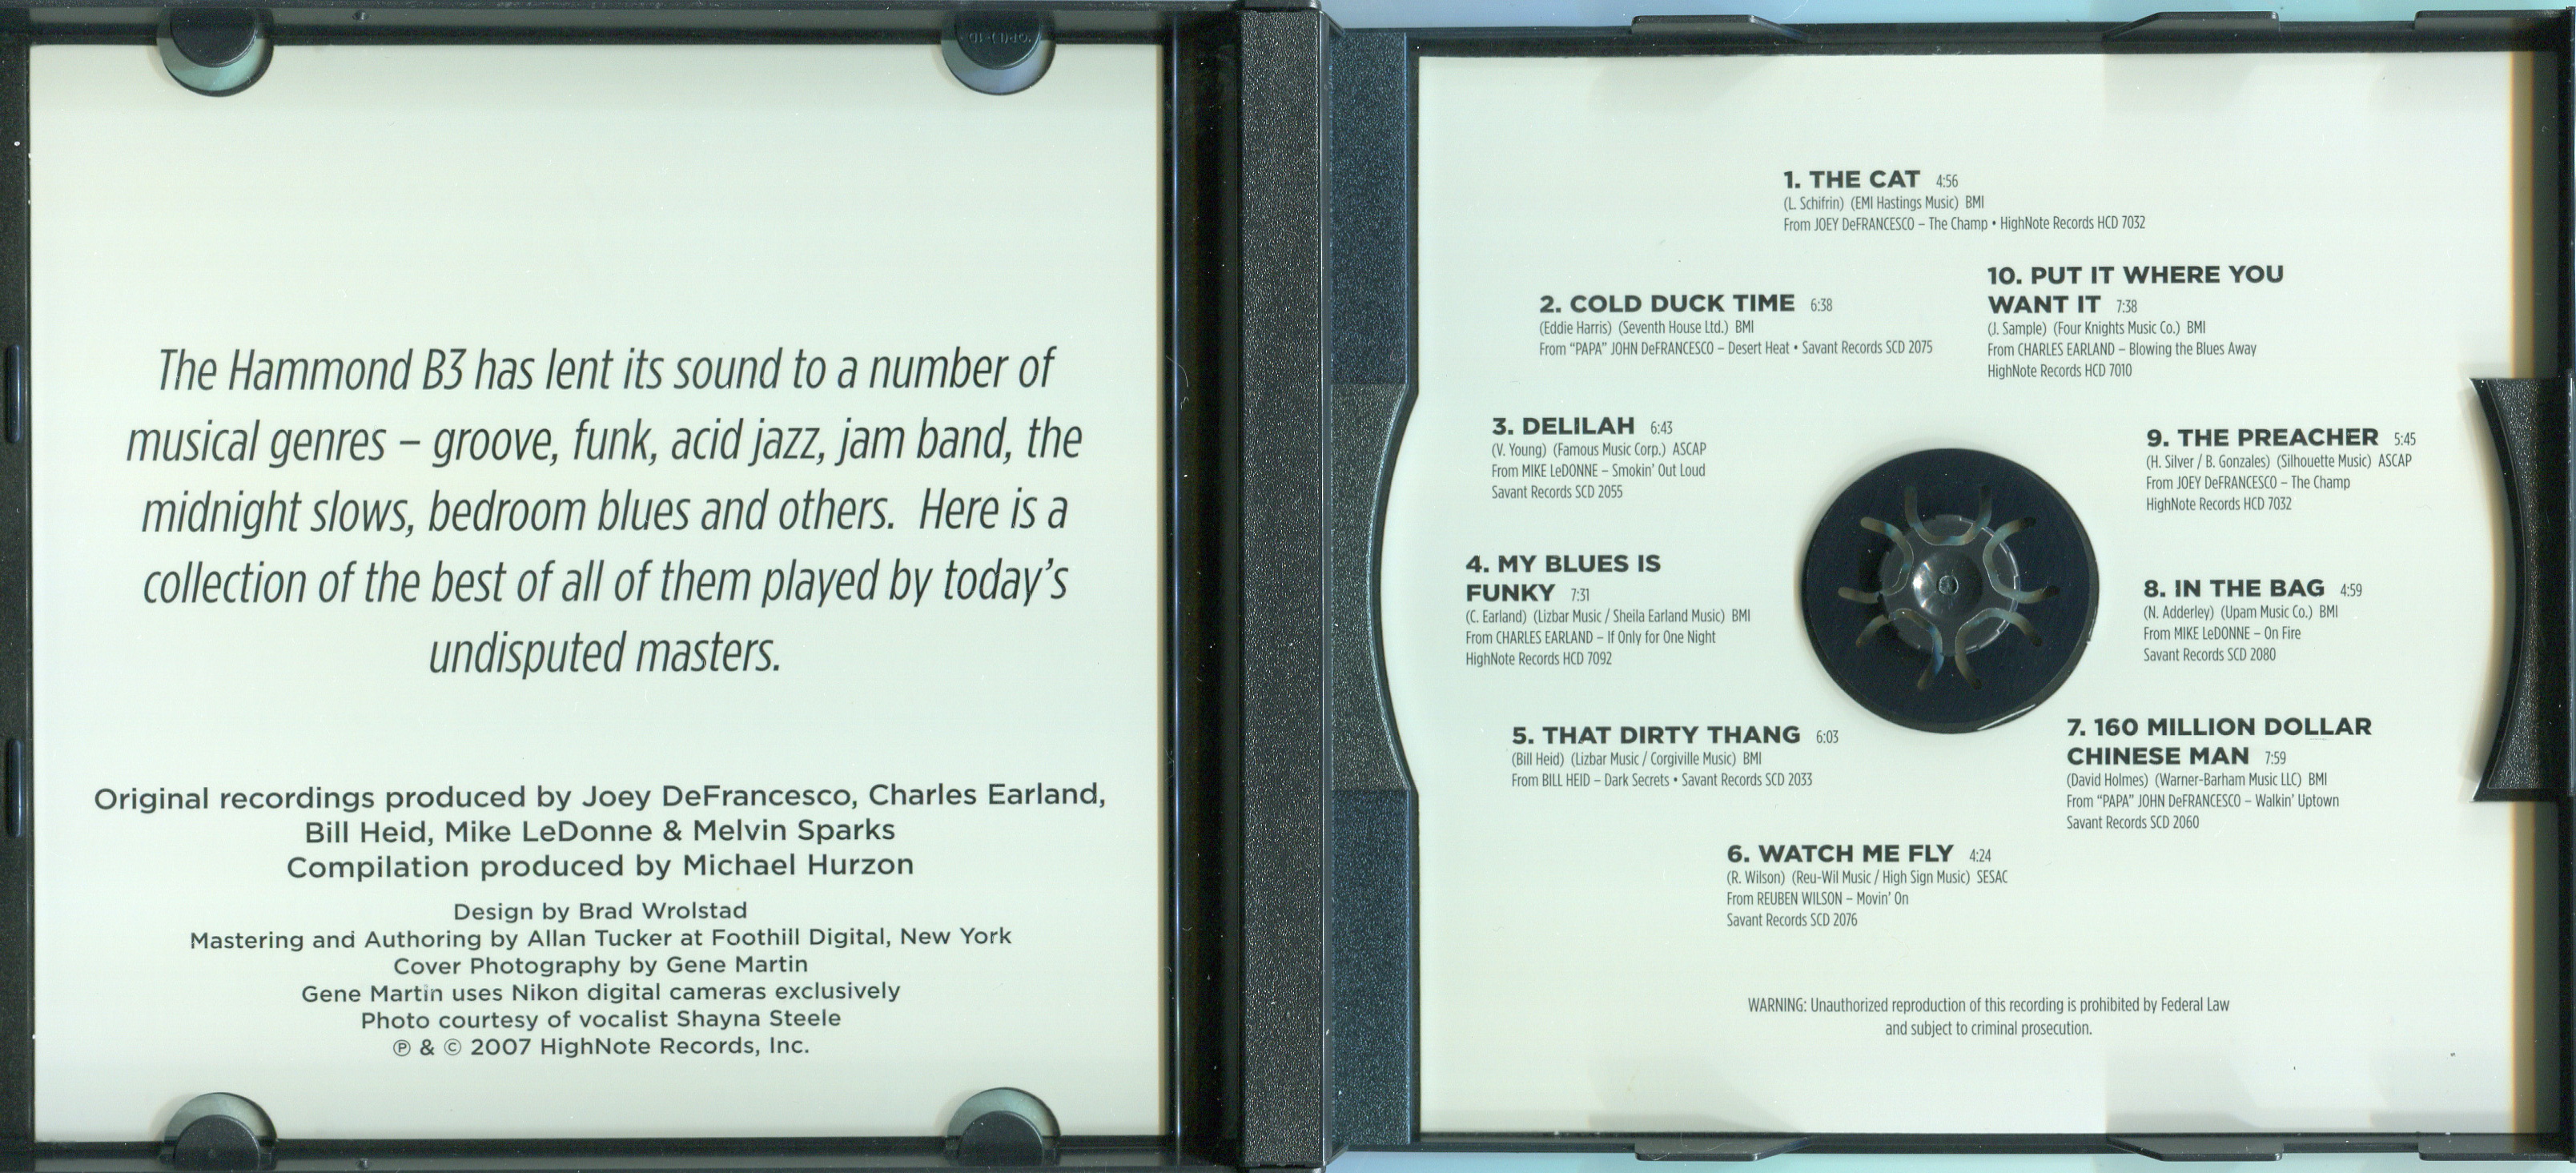 The Hammond B3 has lent its sound to a number of
musical genres – groove, funk, acid jazz, jam band, the
midnight slows, bedroom blues and others.  Here is a
collection of the best of all of them played by today's
undisputed masters.
Original recordings produced by Joey DeFrancesco, Charles Earland,
Bill Heid, Mike LeDonne & Melvin Sparks
Compilation produced by Michael Hurzon
Design by Brad Wrolstad
Mastering and Authoring by Allan Tucker at Foothill Digital, New York
Cover Photography by Gene Martin
Gene Martin uses Nikon digital cameras exclusively
Photo courtesy of vocalist Shayna Steele
℗ & © 2007 HighNote Records, Inc.
1. THE CAT 4:56
(L. Schifrin) (EMI Hastings Music) BMI
From JOEY DeFRANCESCO – The Champ • HighNote Records HCD 7032
2. COLD DUCK TIME 6:38
(Eddie Harris) (Seventh House Ltd.) BMI
From "PAPA" JOHN DeFRANCESCO – Desert Heat • Savant Records SCD 2075
3. DELILAH 6:43
(V. Young) (Famous Music Corp.) ASCAP
From MIKE LeDONNE – Smokin' Out Loud
Savant Records SCD 2055
4. MY BLUES IS
FUNKY 7:31
(C. Earland) (Lizbar Music / Sheila Earland Music) BMI
From CHARLES EARLAND – If Only for One Night
HighNote Records HCD 7092
5. THAT DIRTY THANG 6:03
(Bill Heid) (Lizbar Music / Corgiville Music) BMI
From BILL HEID – Dark Secrets • Savant Records SCD 2033
6. WATCH ME FLY 4:24
(R. Wilson) (Reu-Wil Music / High Sign Music) SESAC
From REUBEN WILSON – Movin' On
Savant Records SCD 2076
7. 160 MILLION DOLLAR
CHINESE MAN 7:59
(David Holmes) (Warner-Barham Music LLC) BMI
From "PAPA" JOHN DeFRANCESCO – Walkin' Uptown
Savant Records SCD 2060
8. IN THE BAG 4:59
(N. Adderley) (Upam Music Co.) BMI
From MIKE LeDONNE – On Fire
Savant Records SCD 2080
9. THE PREACHER 5:45
(H. Silver / B. Gonzales) (Silhouette Music) ASCAP
From JOEY DeFRANCESCO – The Champ
HighNote Records HCD 7032
10. PUT IT WHERE YOU
WANT IT 7:38
(J. Sample) (Four Knights Music Co.) BMI
From CHARLES EARLAND – Blowing the Blues Away
HighNote Records HCD 7010
WARNING: Unauthorized reproduction of this recording is prohibited by Federal Law
and subject to criminal prosecution.